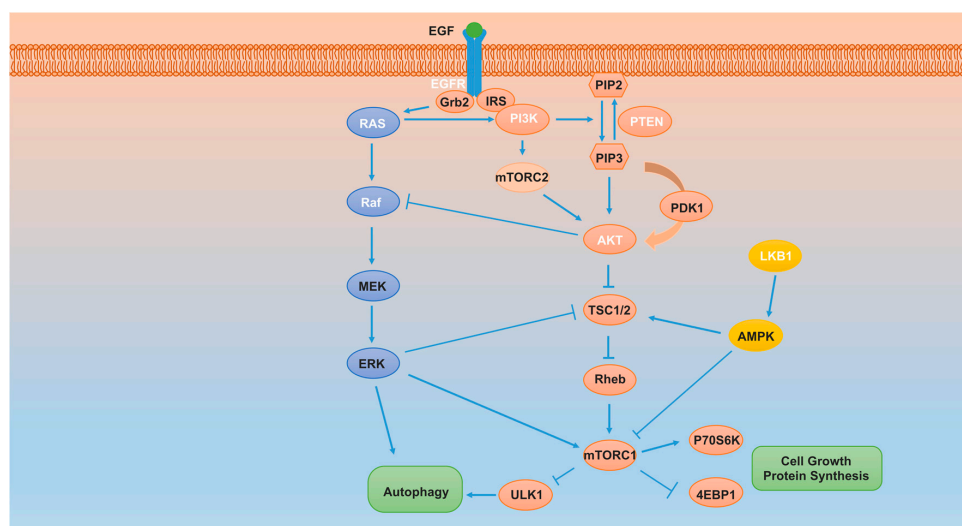 EGF
EGFR
Grb2
IRS
PIP2
RAS
PI3K
PTEN
PIP3
mTORC2
Raf
PDK1
AKT
LKB1
MEK
TSC1/2
AMPK
ERK
Rheb
P70S6K
mTORC1
Cell Growth
Protein Synthesis
Autophagy
ULK1
4EBP1